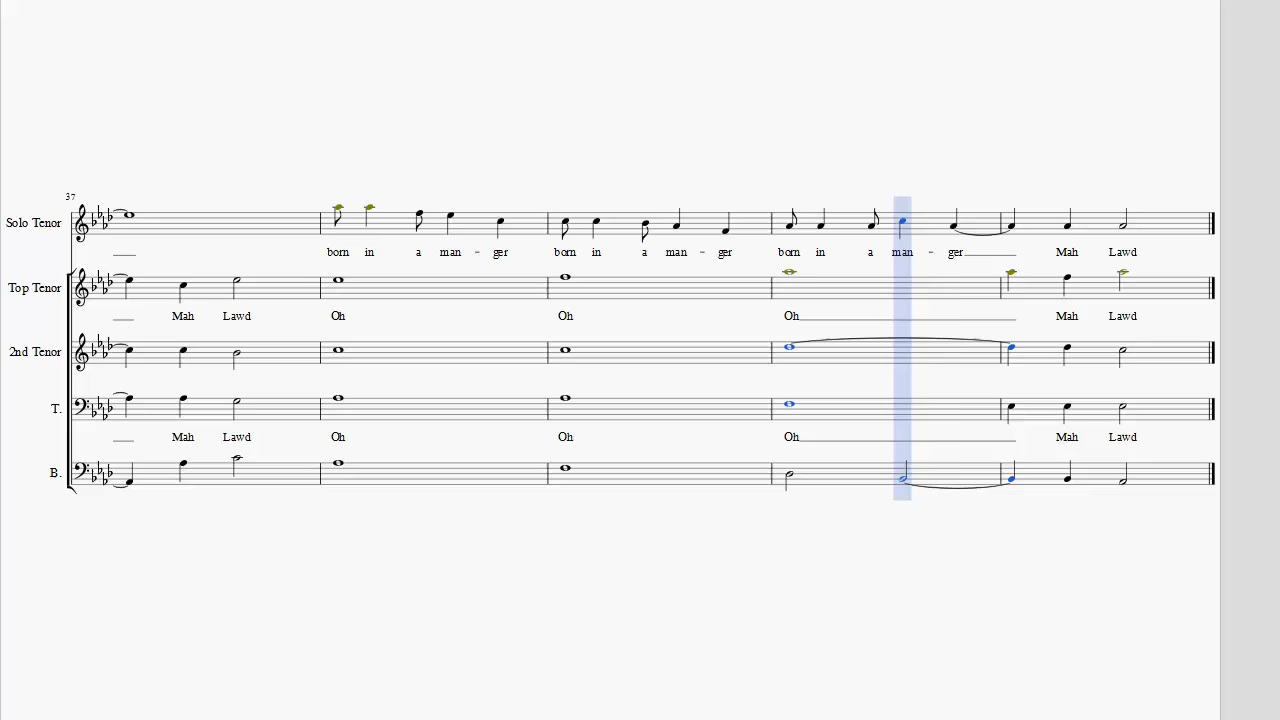 37
Solo Tenor
born in a man - ger born in a man - ger born in a man - ger Mah Lawd
Top Tenor
Mah Lawd Oh Oh Oh Mah Lawd
2nd Tenor
T.
Mah Lawd Oh Oh Oh Mah Lawd
B.